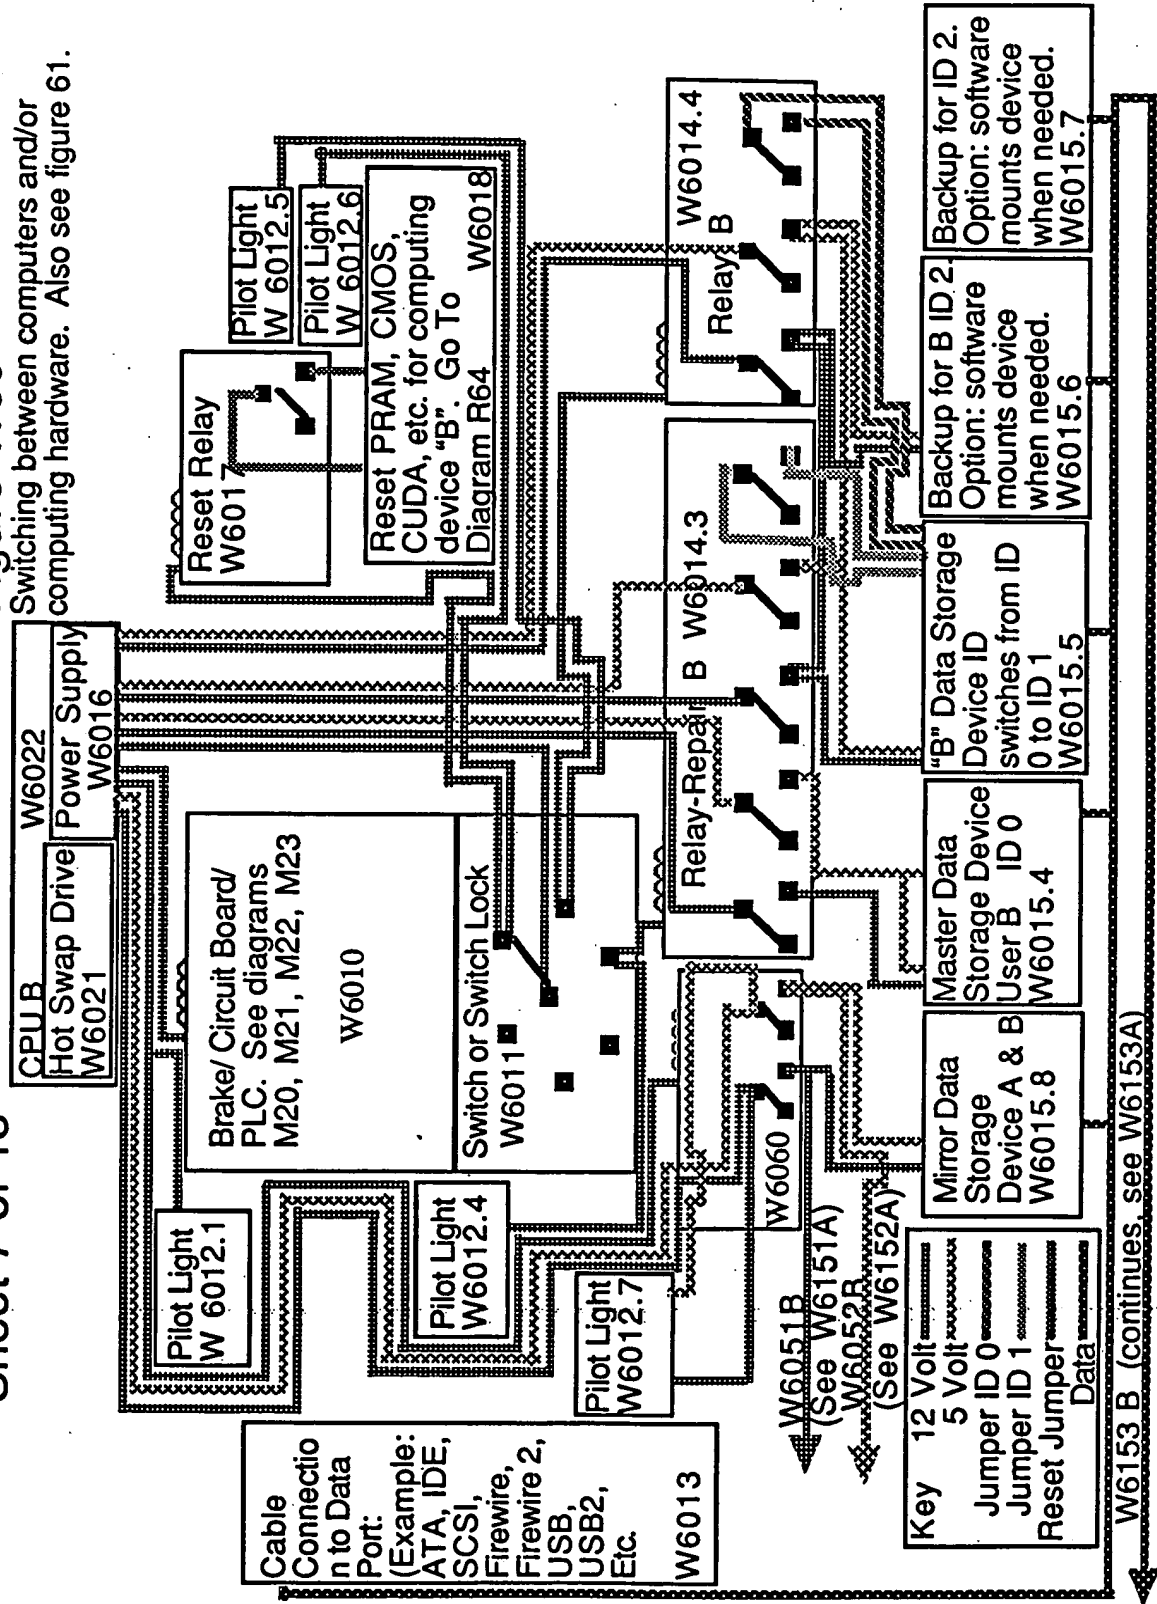 Switching between computers and/or
computing hardware. Also see figure 61.
CPU B W6022
Hot Swap Drive
W6021
Power Supply
W6016
Pilot Light
W 6012.5
Pilot Light
W 6012.6
Reset Relay
W6017
Reset PRAM, CMOS,
CUDA, etc. for computing
device “B”. Go To
Diagram R64 W6018
Brake/ Circuit Board/
PLC. See diagrams
M20, M21, M22, M23
W6010
Switch or Switch Lock
W6011
Pilot Light
W 6012.1
Pilot Light
W6012.4
Pilot Light
W6012.7
Cable
Connectio
n to Data
Port:
(Example:
ATA, IDE,
SCSI,
Firewire,
Firewire 2,
USB,
USB2,
Etc.
W6013
W6060
Relay-Repair B W6014.3
Relay B
W6014.4
W6051B
(See W6151A)
W6052B
(See W6152A)
Mirror Data
Storage
Device A & B
W6015.8
Master Data
Storage Device
User B ID 0
W6015.4
“B” Data Storage
Device ID
switches from ID
0 to ID 1
W6015.5
Backup for B ID 2.
Option: software
mounts device
when needed.
W6015.6
Backup for ID 2.
Option: software
mounts device
when needed.
W6015.7
Key 12 Volt
5 Volt
Jumper ID 0
Jumper ID 1
Reset Jumper
Data
W6153 B (continues, see W6153A)